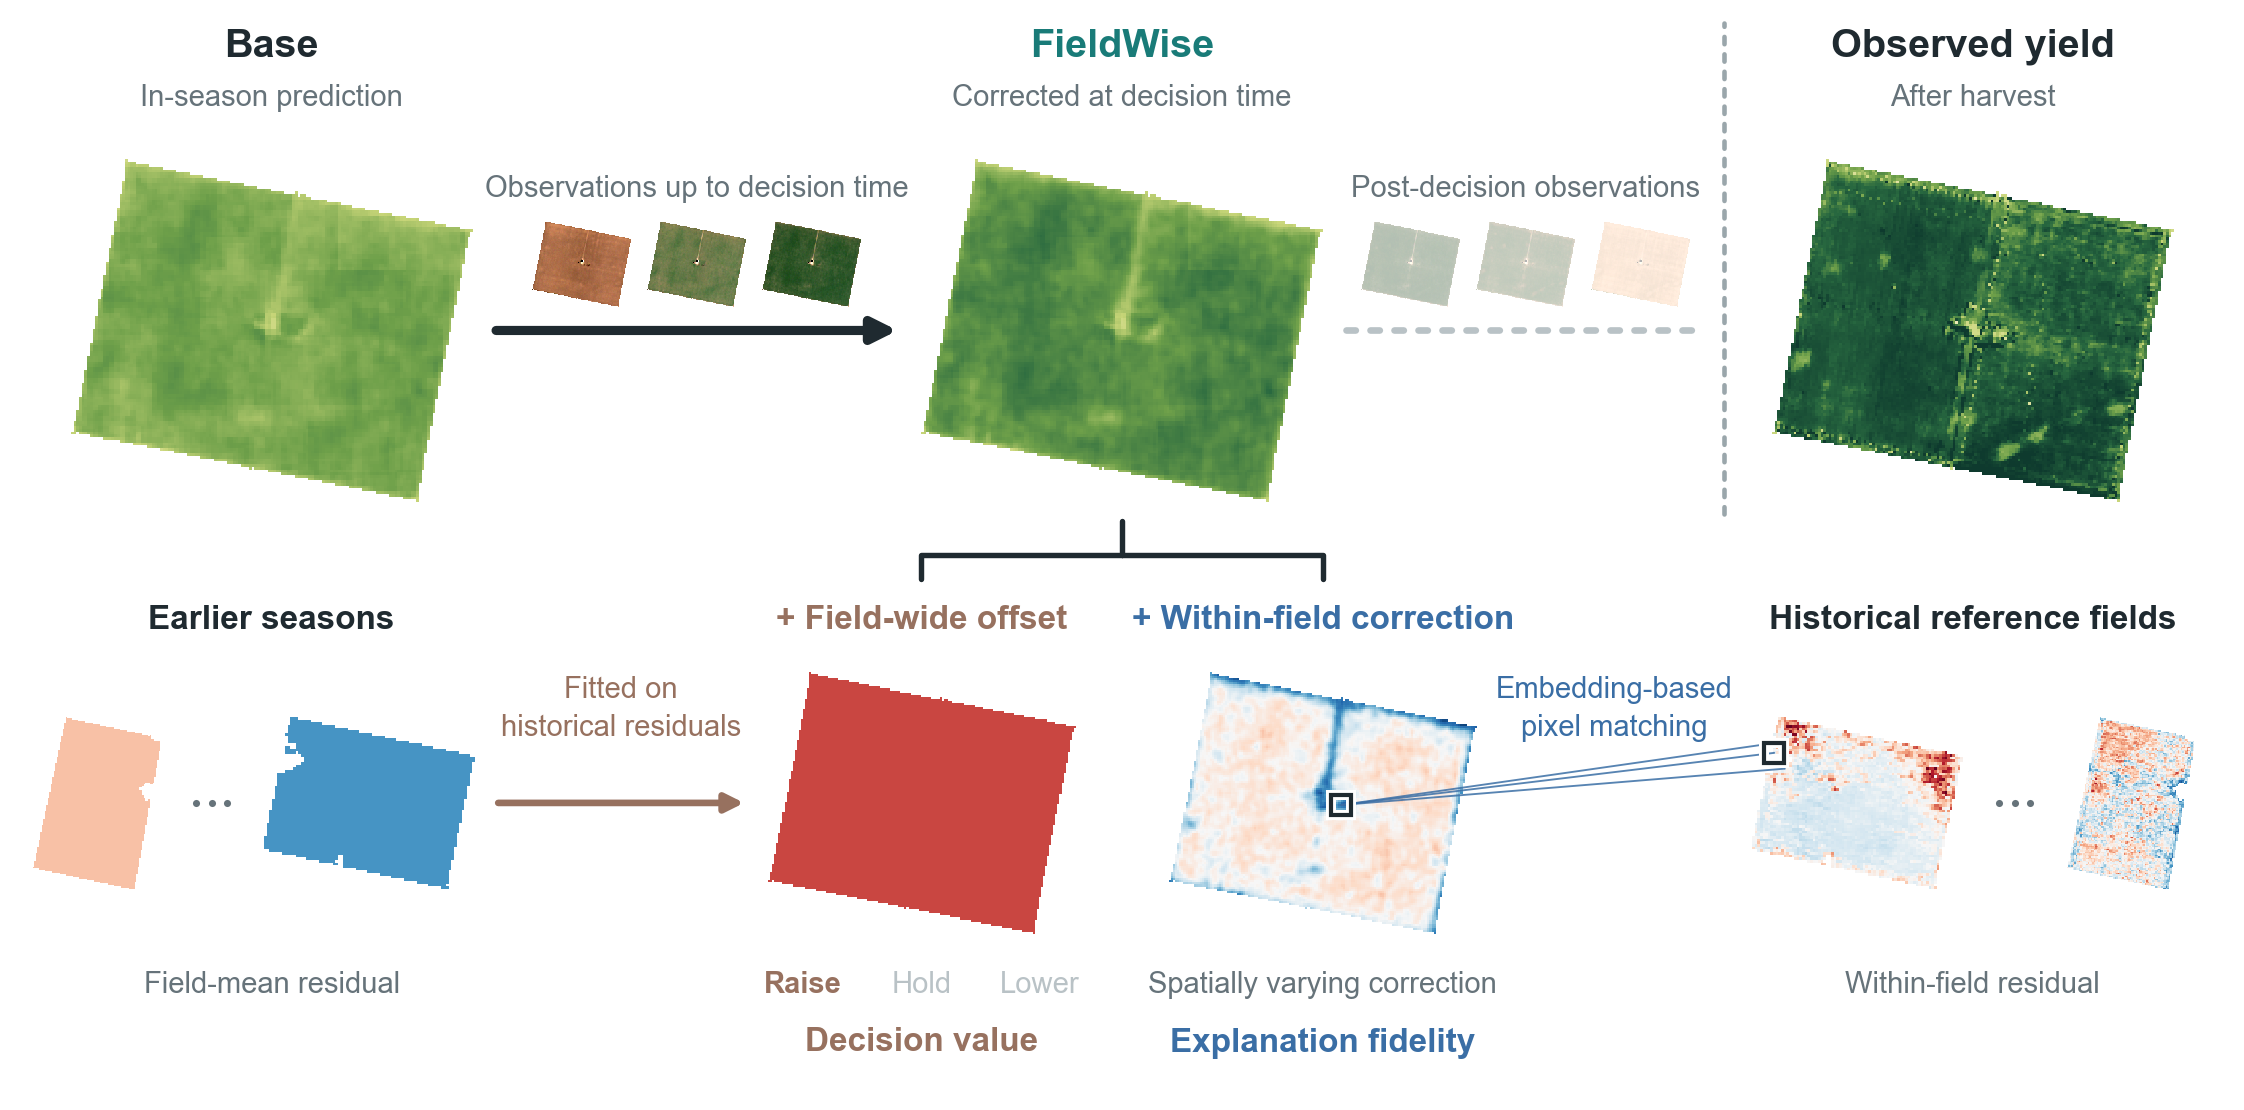 Base
In-season prediction
FieldWise
Corrected at decision time
Observed yield
After harvest
Observations up to decision time
Post-decision observations
Earlier seasons
+ Field-wide offset
+ Within-field correction
Historical reference fields
Fitted on
historical residuals
Embedding-based
pixel matching
Field-mean residual
Raise
Hold
Lower
Spatially varying correction
Within-field residual
Decision value
Explanation fidelity